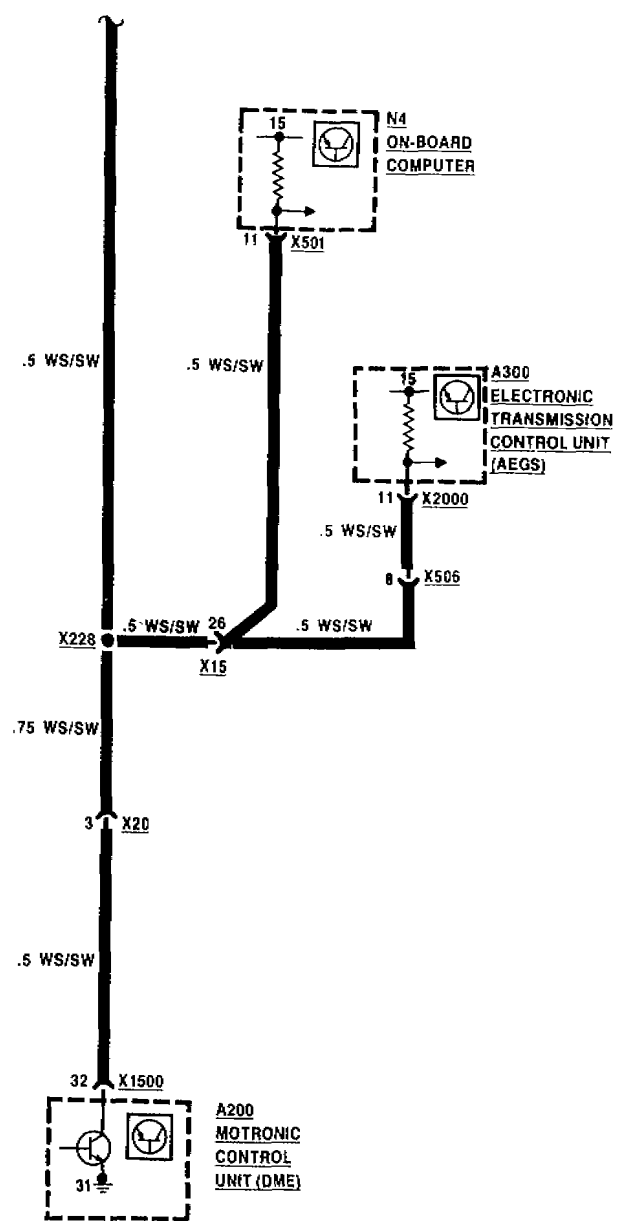 N4
15
ON-BOARD
COMPUTER
11 X501
.5 WS/SW
.5 WS/SW
A300
15
ELECTRONIC
TRANSMISSION
CONTROL UNIT
(AEGS)
11 X2000
.5 WS/SW
8 X506
.5 WS/SW 26
.5 WS/SW
X228
X15
.75 WS/SW
3 X20
.5 WS/SW
32 X1500
A200
MOTRONIC
CONTROL
UNIT (DME)
31